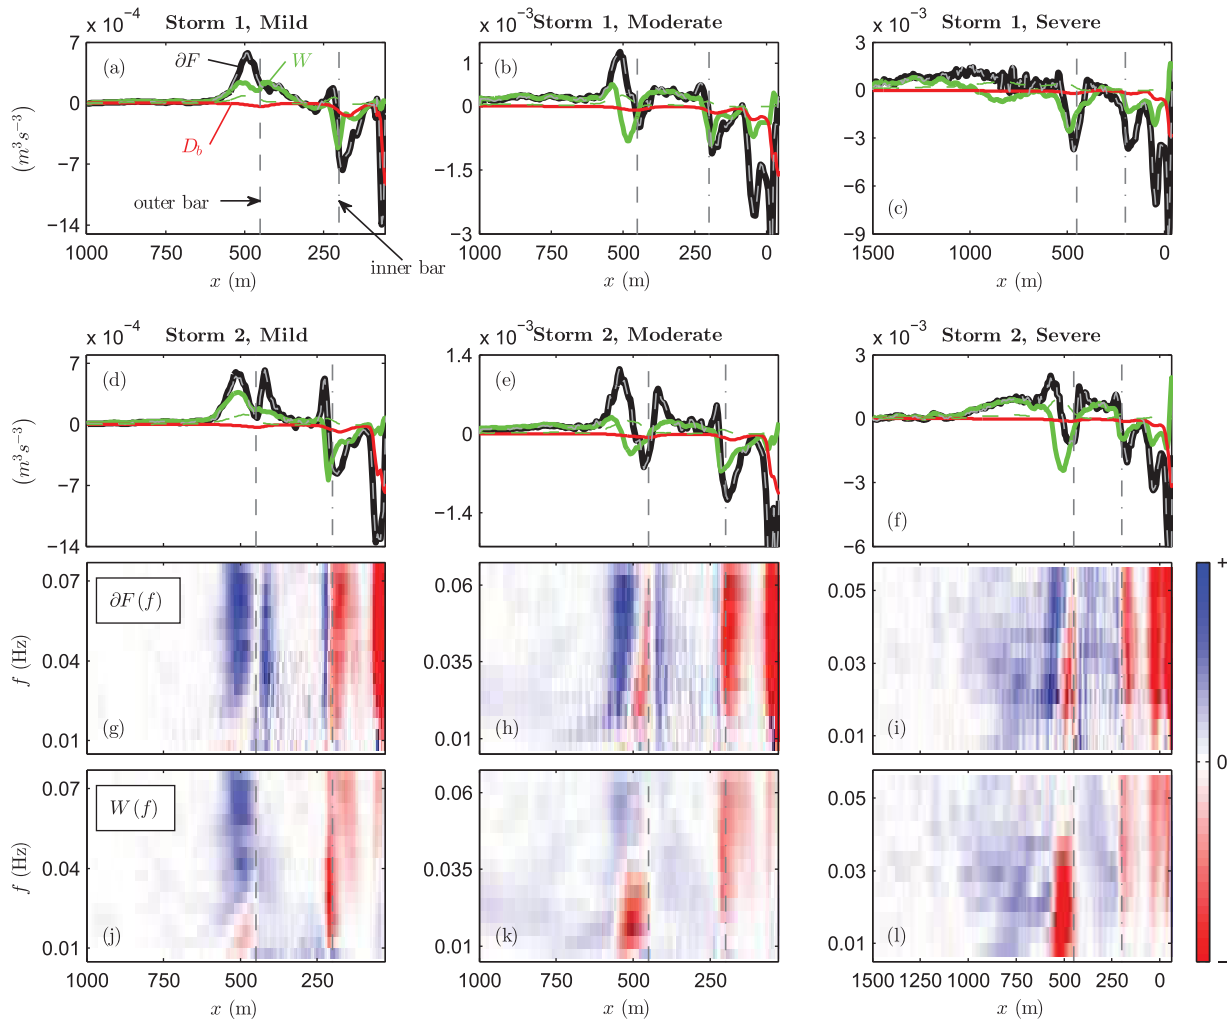 x 10⁻⁴ Storm 1, Mild
x 10⁻³ Storm 1, Moderate
x 10⁻³ Storm 1, Severe
(m³s⁻³)
7
0
−7
−14
(a)
∂F
W
D_b
outer bar
inner bar
1000 750 500 250
x (m)
1.5
0
−1.5
−3
(b)
1000 750 500 250 0
x (m)
3
0
−3
−6
−9
(c)
1500 1000 500 0
x (m)
x 10⁻⁴ Storm 2, Mild
x 10⁻³ Storm 2, Moderate
x 10⁻³ Storm 2, Severe
(m³s⁻³)
7
0
−7
−14
(d)
1.4
0
−1.4
(e)
3
0
−3
−6
(f)
f (Hz)
0.07
0.04
0.01
∂F(f)
(g)
0.06
0.035
0.01
(h)
0.05
0.03
0.01
(i)
f (Hz)
0.07
0.04
0.01
W(f)
(j)
1000 750 500 250
x (m)
0.06
0.035
0.01
(k)
1000 750 500 250
x (m)
0.05
0.03
0.01
(l)
1500 1250 1000 750 500 250 0
x (m)
+
0
−